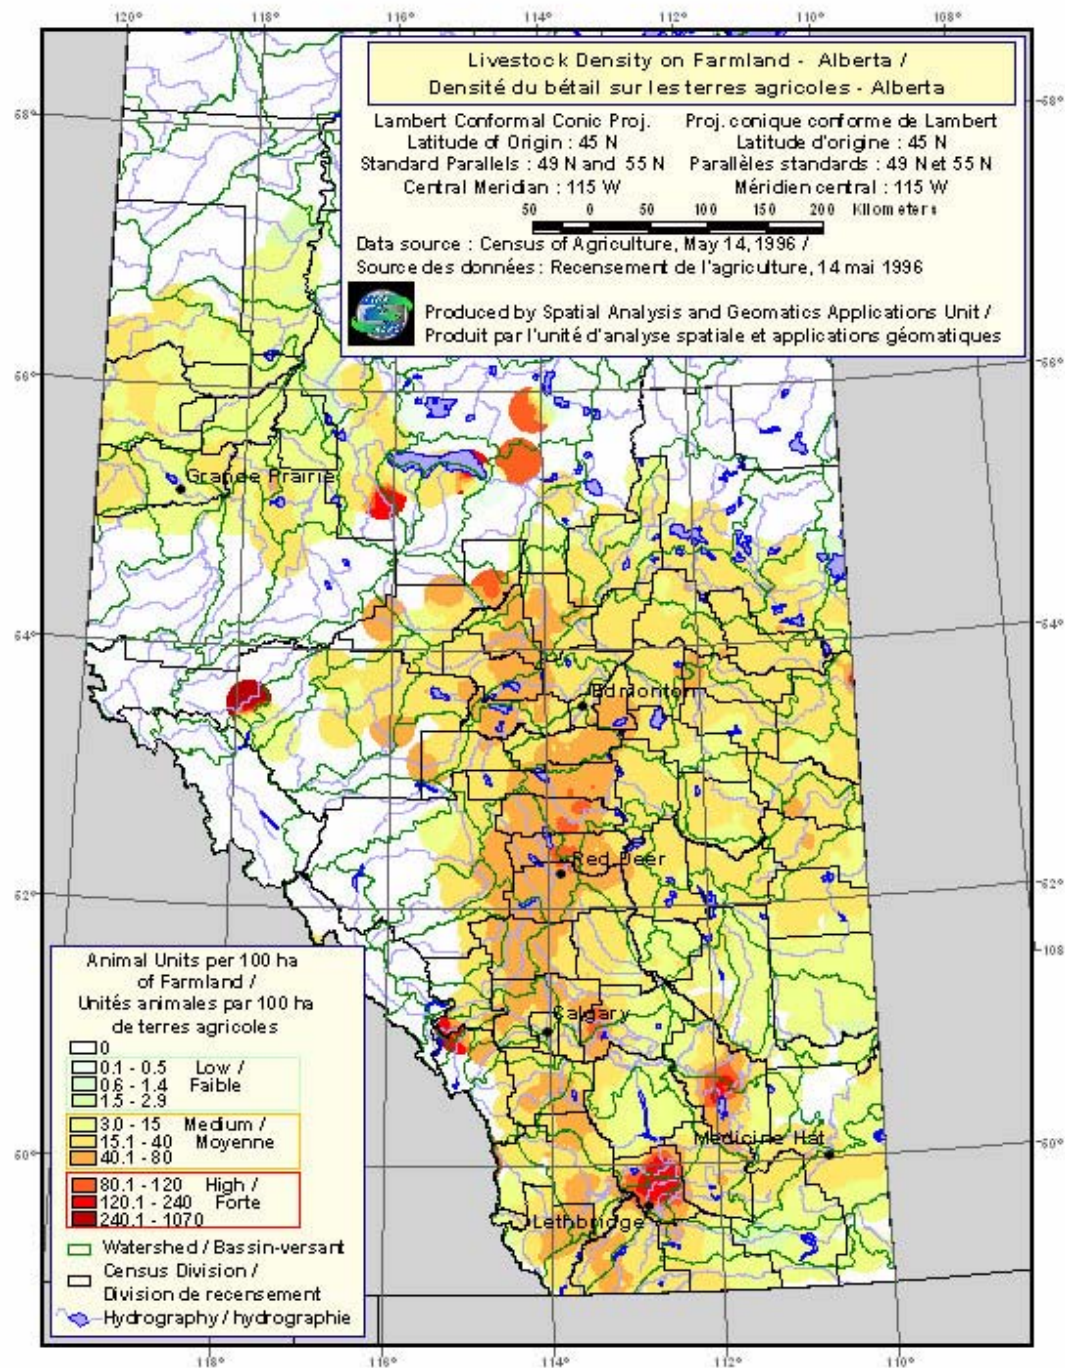 120° 118° 116° 114° 112° 110° 108°
Livestock Density on Farmland - Alberta /
Densité du bétail sur les terres agricoles - Alberta
Lambert Conformal Conic Proj.
Latitude of Origin : 45 N
Standard Parallels : 49 N and 55 N
Central Meridian : 115 W
Proj. conique conforme de Lambert
Latitude d'origine : 45 N
Parallèles standards : 49 N et 55 N
Méridien central : 115 W
50 0 50 100 150 200 Kilometers
Data source : Census of Agriculture, May 14, 1996 /
Source des données : Recensement de l'agriculture, 14 mai 1996
Produced by Spatial Analysis and Geomatics Applications Unit /
Produit par l'unité d'analyse spatiale et applications géomatiques
58° 58°
56° 56°
Grande Prairie
54° 54°
Edmonton
Red Deer
52° 52°
108°
Calgary
Medicine Hat
50° 50°
Lethbridge
Animal Units per 100 ha
of Farmland /
Unités animales par 100 ha
de terres agricoles
0
0.1 - 0.5 Low /
0.6 - 1.4 Faible
1.5 - 2.9
3.0 - 15 Medium /
15.1 - 40 Moyenne
40.1 - 80
80.1 - 120 High /
120.1 - 240 Forte
240.1 - 1070
Watershed / Bassin-versant
Census Division /
Division de recensement
Hydrography / hydrographie
118° 116° 114° 112° 110°